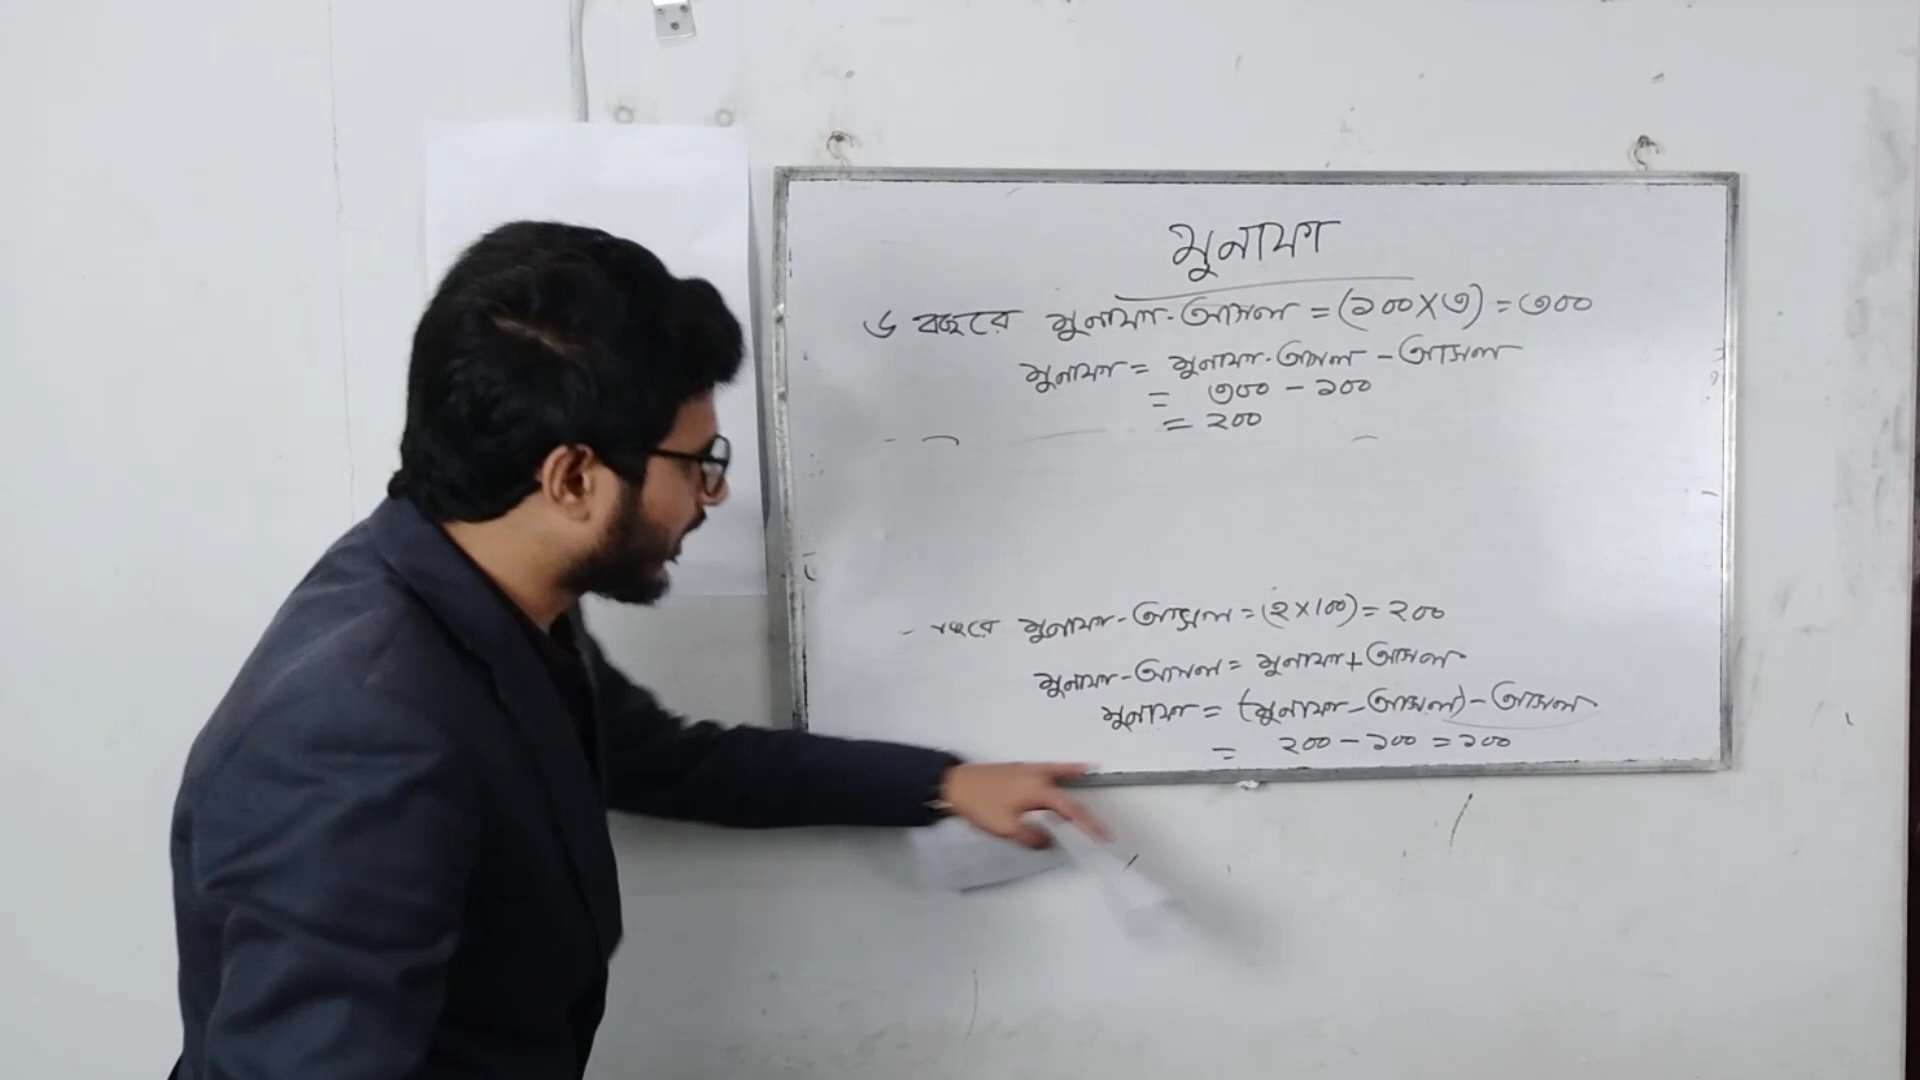 মুনাফা
৬ বছরে মুনাফা-আসল = (১০০×৩) = ৩০০
মুনাফা = মুনাফা-আসল - আসল
= ৩০০ - ১০০
= ২০০
বছরে মুনাফা-আসল = (২×১০০) = ২০০
মুনাফা-আসল = মুনাফা + আসল
মুনাফা = (মুনাফা-আসল) - আসল
= ২০০ - ১০০ = ১০০